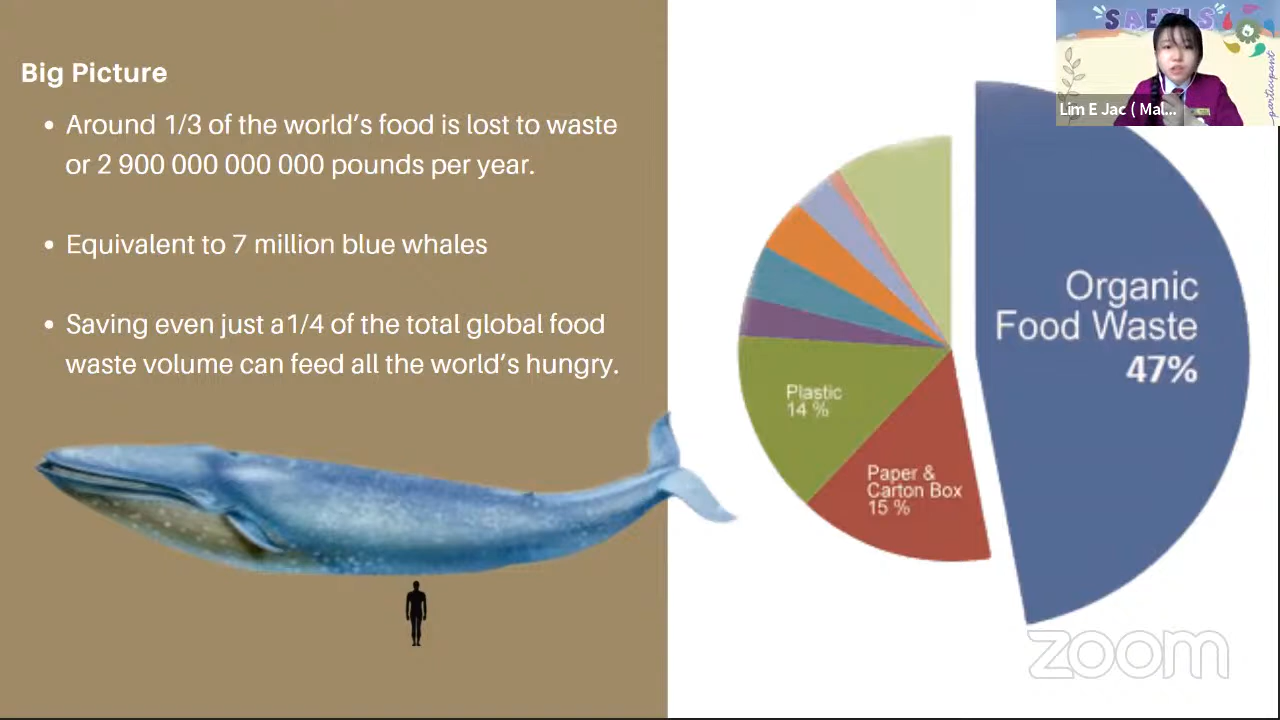 Big Picture
• Around 1/3 of the world’s food is lost to waste
or 2 900 000 000 000 pounds per year.
• Equivalent to 7 million blue whales
• Saving even just a1/4 of the total global food
waste volume can feed all the world’s hungry.
Organic
Food Waste
47%
Plastic
14 %
Paper &
Carton Box
15 %
Lim E Jac ( Mal...
participant
zoom